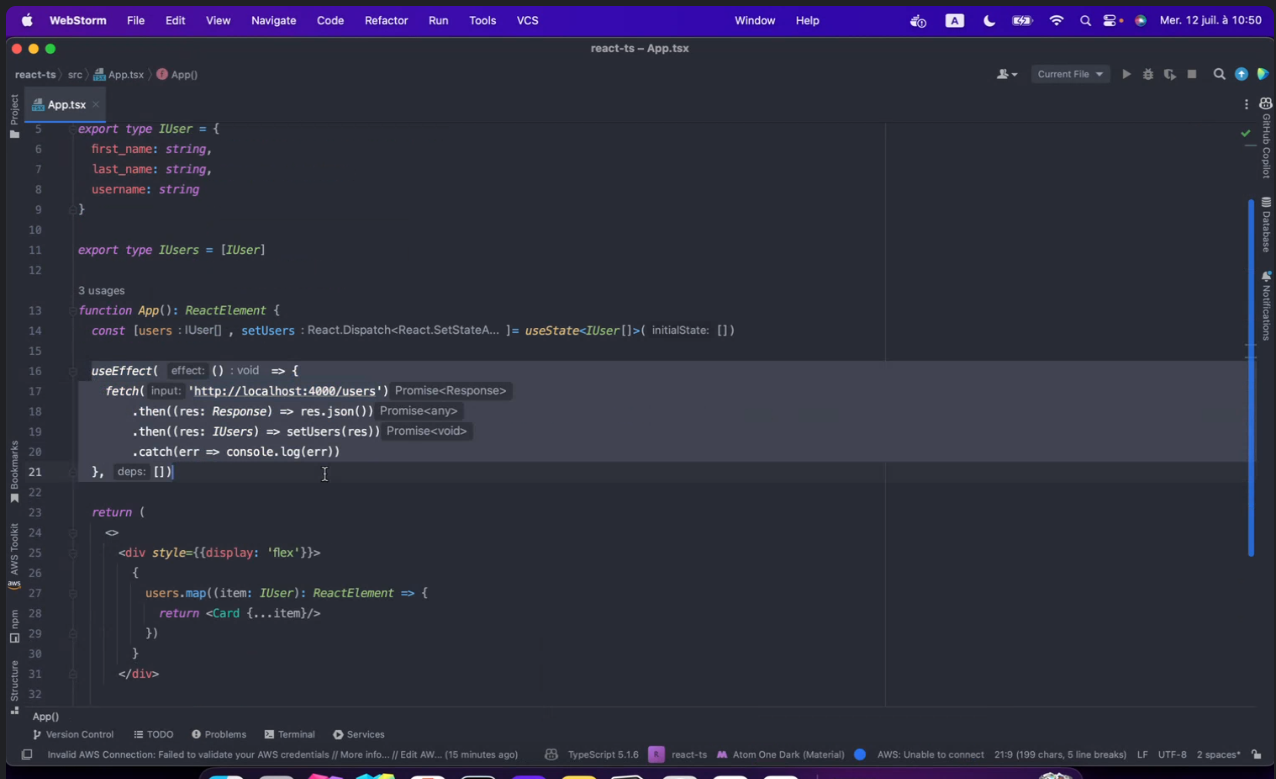 WebStorm File Edit View Navigate Code Refactor Run Tools VCS Window Help A Mer. 12 juil. à 10:50
react-ts – App.tsx
react-ts src App.tsx App() Current File
App.tsx
Project
Bookmarks
AWS Toolkit
aws
npm
Structure
5 export type IUser = {
6 first_name: string,
7 last_name: string,
8 username: string
9 }
10
11 export type IUsers = [IUser]
12
3 usages
13 function App(): ReactElement {
14 const [users : IUser[] , setUsers : React.Dispatch<React.SetStateA... ]= useState<IUser[]>( initialState: [])
15
16 useEffect( effect: () : void => {
17 fetch( input: 'http://localhost:4000/users') Promise<Response>
18 .then((res: Response) => res.json()) Promise<any>
19 .then((res: IUsers) => setUsers(res)) Promise<void>
20 .catch(err => console.log(err))
21 }, deps: [])
22
23 return (
24 <>
25 <div style={{display: 'flex'}}>
26 {
27 users.map((item: IUser): ReactElement => {
28 return <Card {...item}/>
29 })
30 }
31 </div>
32
GitHub Copilot
Database
Notifications
App()
Version Control TODO Problems Terminal Services
Invalid AWS Connection: Failed to validate your AWS credentials // More info... // Edit AW... (15 minutes ago) TypeScript 5.1.6 react-ts Atom One Dark (Material) AWS: Unable to connect 21:9 (199 chars, 5 line breaks) LF UTF-8 2 spaces*